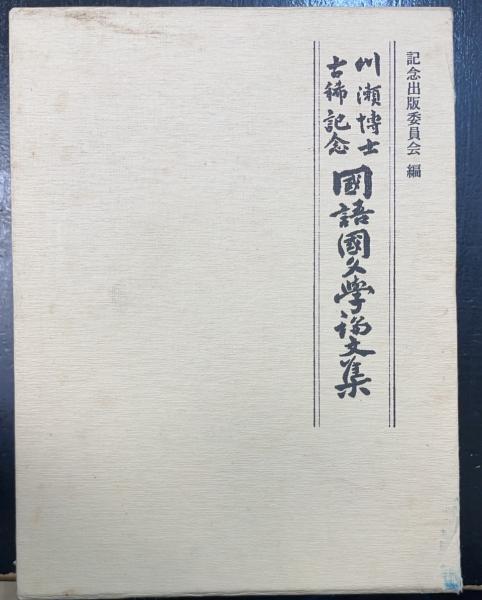 記念出版委員会 編
川瀬博士
古稀記念
國語國文學論文集